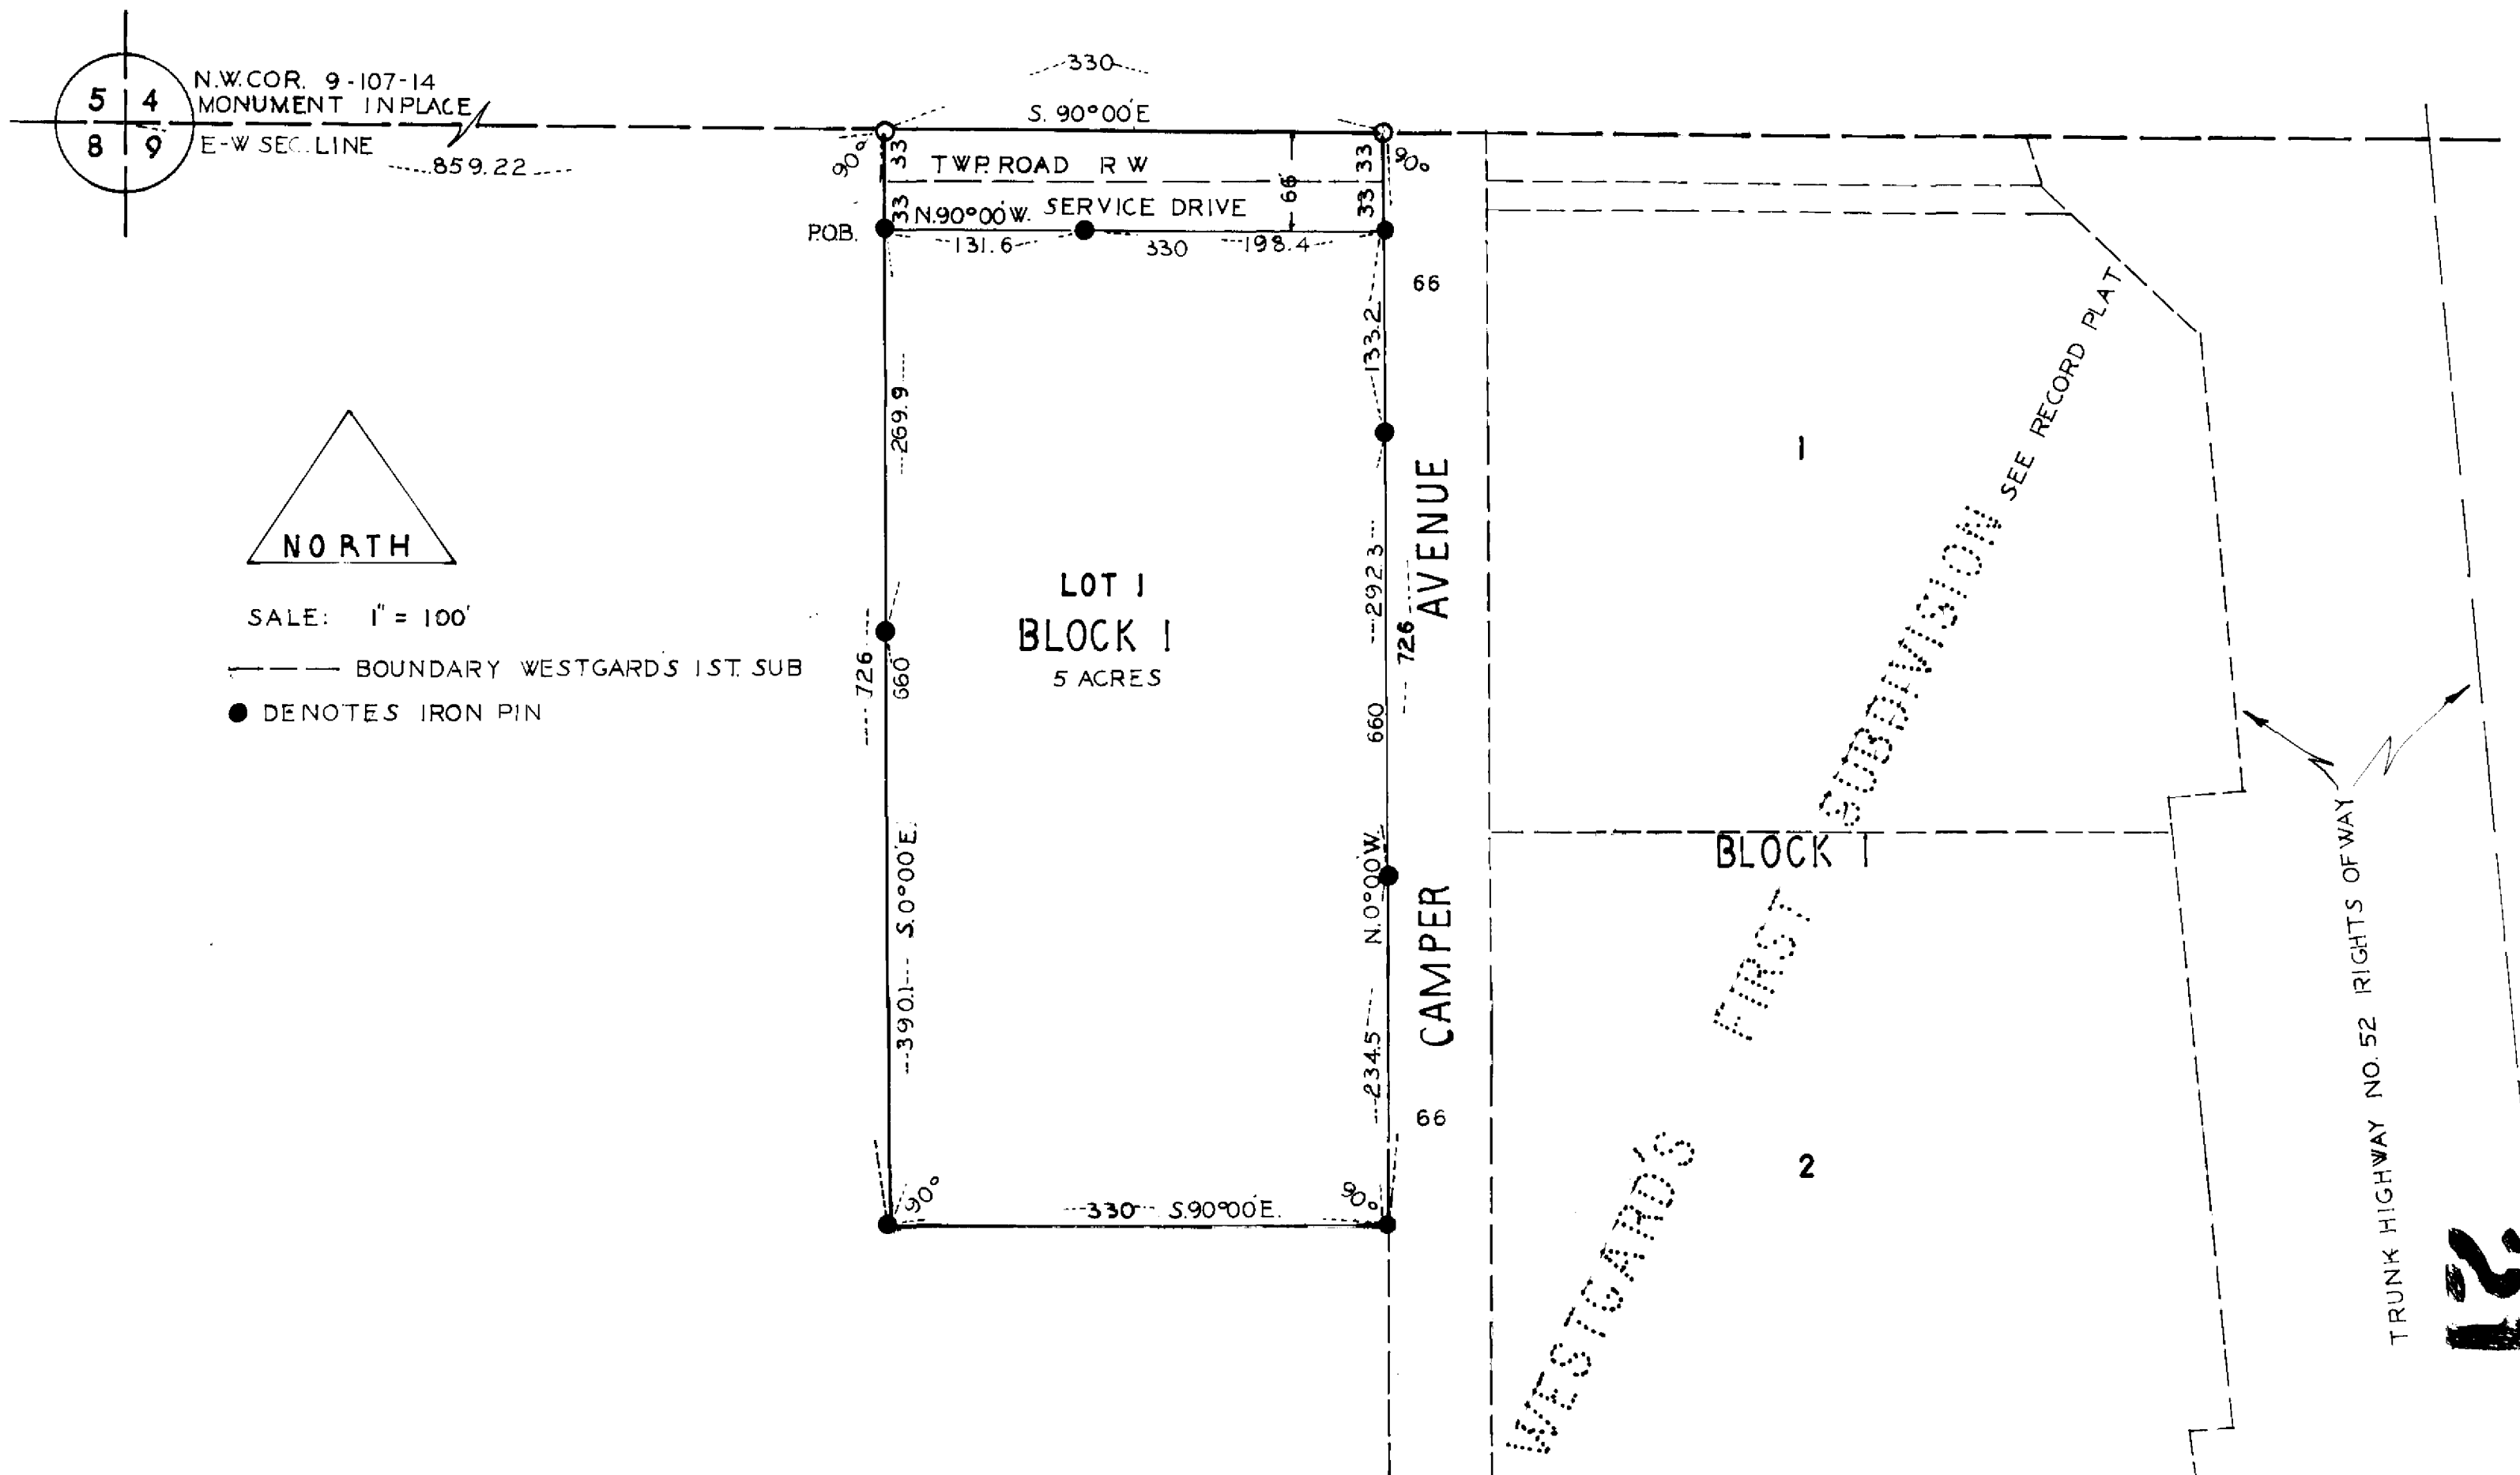 N.W.COR. 9-107-14
5 4
MONUMENT INPLACE
8 9
E-W SEC. LINE
859.22
330
S. 90°00'E
90°
33
TWP. ROAD R W
66'
33
90°
33
N.90°00'W. SERVICE DRIVE
33
P.O.B.
131.6
330
198.4
66
133.2
269.9
NORTH
SALE: 1" = 100'
BOUNDARY WESTGARD'S 1ST. SUB
DENOTES IRON PIN
LOT 1
BLOCK 1
5 ACRES
726
660
292.3
726
660
S.0°00'E.
390.1
N.0°00'W.
234.5
CAMPER AVENUE
66
90°
330 S.90°00'E.
90°
1
BLOCK 1
2
WESTGARD'S FIRST SUBDIVISION SEE RECORD PLAT
TRUNK HIGHWAY NO. 52 RIGHTS OF WAY